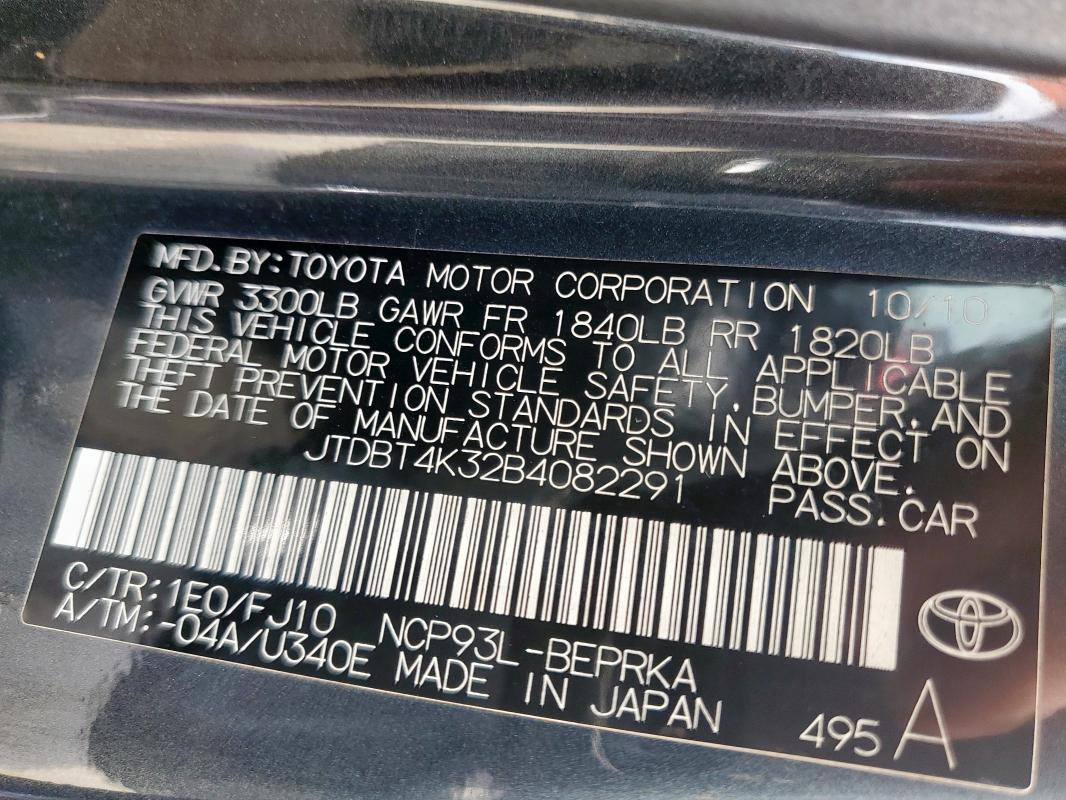 MFD.BY:TOYOTA MOTOR CORPORATION 10/10
GVWR 3300LB GAWR FR 1840LB RR 1820LB
THIS VEHICLE CONFORMS TO ALL APPLICABLE
FEDERAL MOTOR VEHICLE SAFETY,BUMPER,AND
THEFT PREVENTION STANDARDS IN EFFECT ON
THE DATE OF MANUFACTURE SHOWN ABOVE.
JTDBT4K32B4082291 PASS.CAR
C/TR:1E0/FJ10 NCP93L-BEPRKA
A/TM:-04A/U340E MADE IN JAPAN 495 A